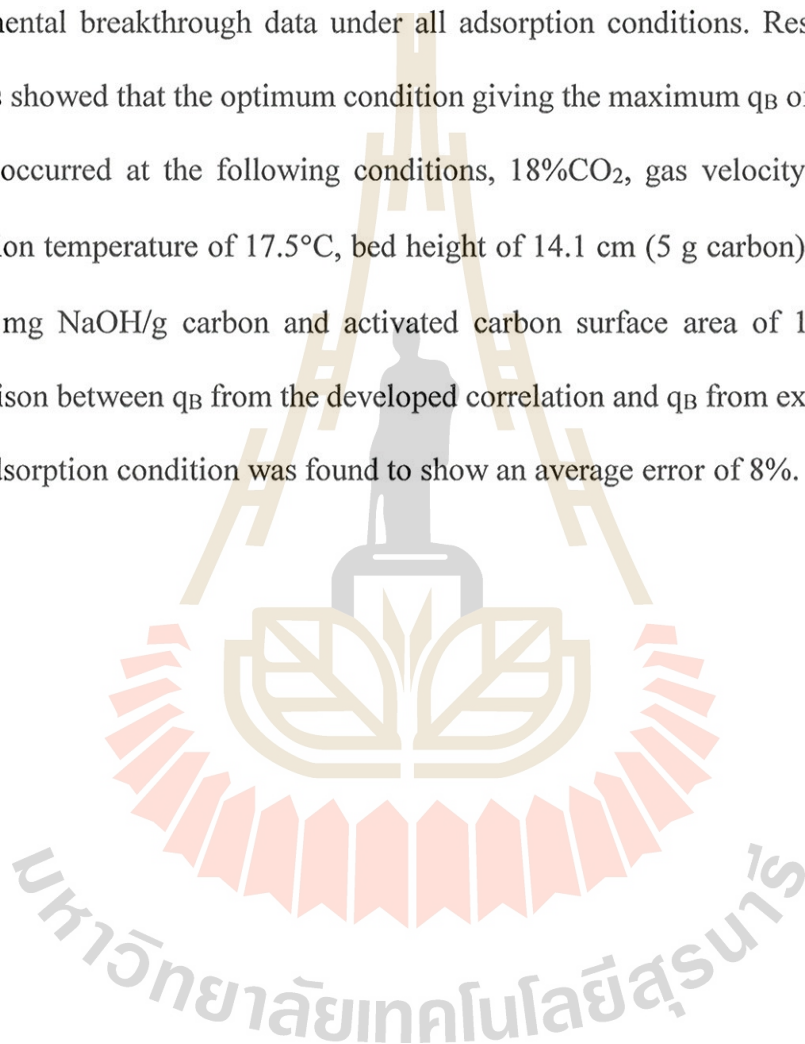 mental breakthrough data under all adsorption conditions. Res
s showed that the optimum condition giving the maximum qB o
occurred at the following conditions, 18%CO2, gas velocity
ion temperature of 17.5°C, bed height of 14.1 cm (5 g carbon)
mg NaOH/g carbon and activated carbon surface area of 1
ison between qB from the developed correlation and qB from ex
dsorption condition was found to show an average error of 8%.
มหาวิทยาลัยเทคโนโลยีสุรนารี